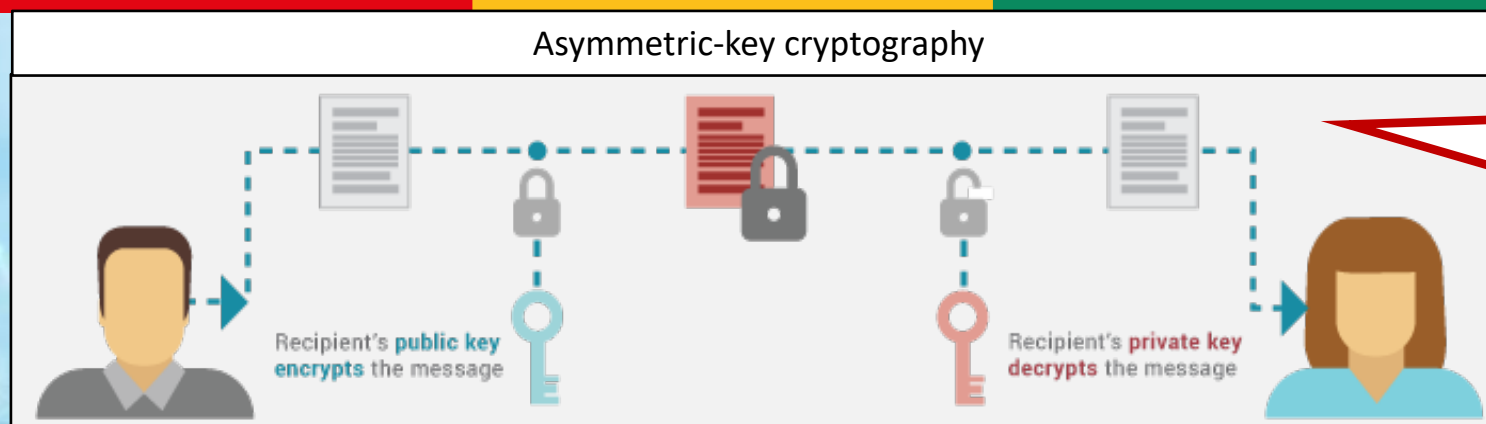 Asymmetric-key cryptography
Recipient's public key
encrypts the message
Recipient's private key
decrypts the message